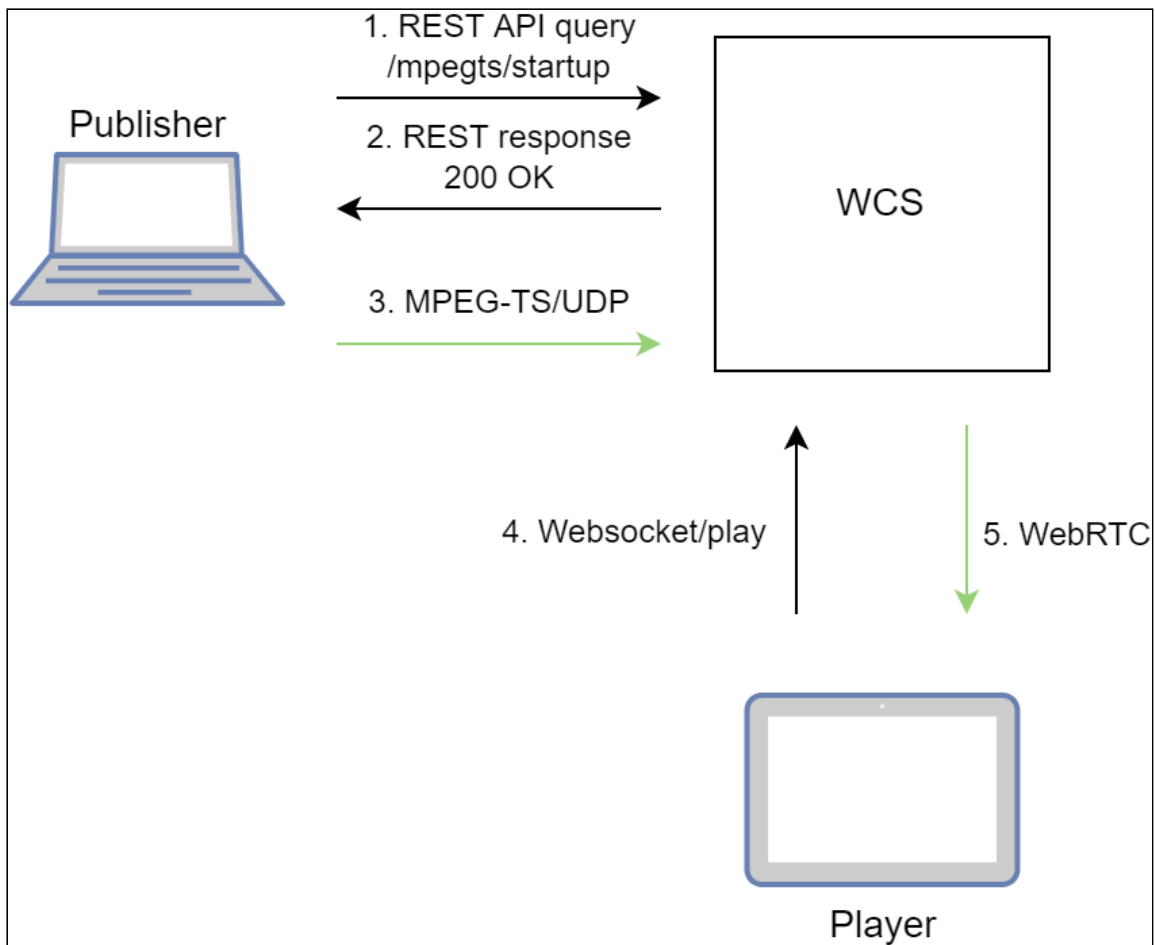 1. REST API query
/mpegts/startup
Publisher
2. REST response
200 OK
WCS
3. MPEG-TS/UDP
4. Websocket/play
5. WebRTC
Player